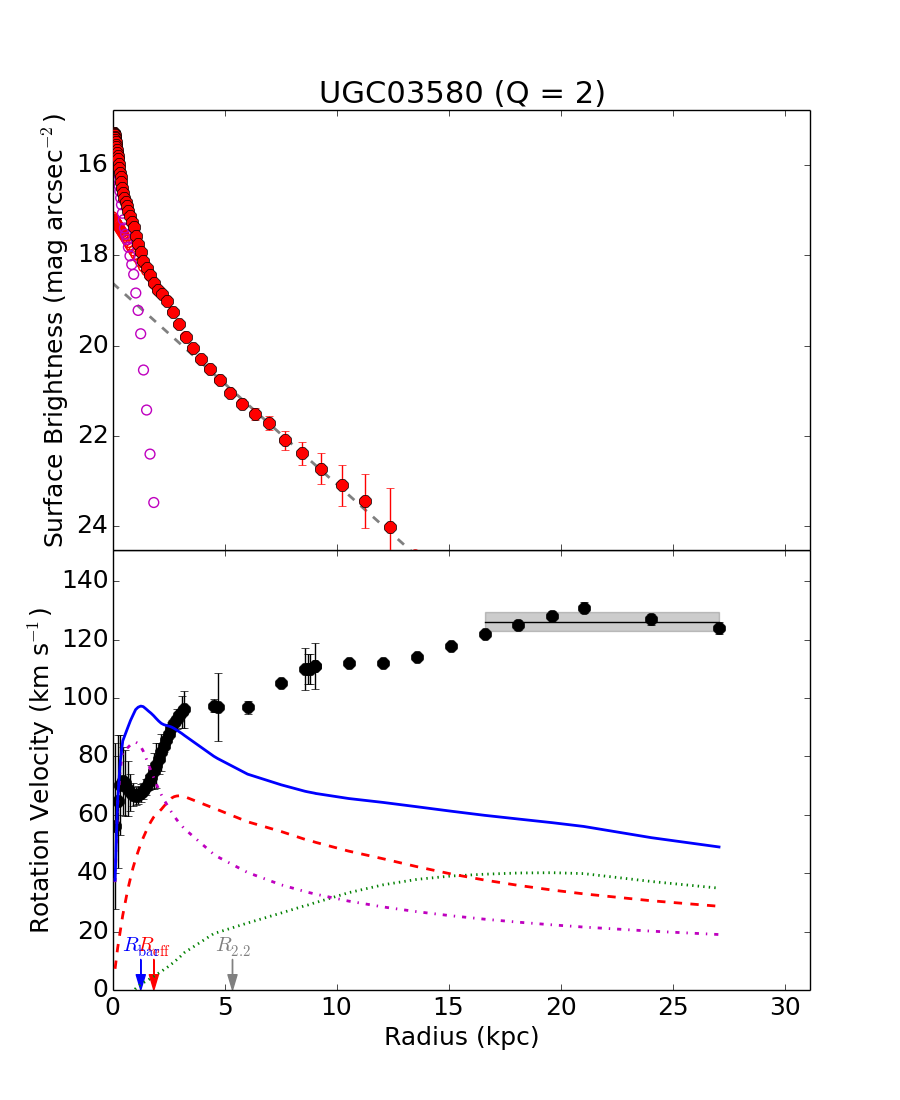 UGC03580 (Q = 2)
Surface Brightness (mag arcsec⁻²)
16
18
20
22
24
Rotation Velocity (km s⁻¹)
140
120
100
80
60
40
20
0
R_bar
R_eff
R_2.2
0 5 10 15 20 25 30
Radius (kpc)